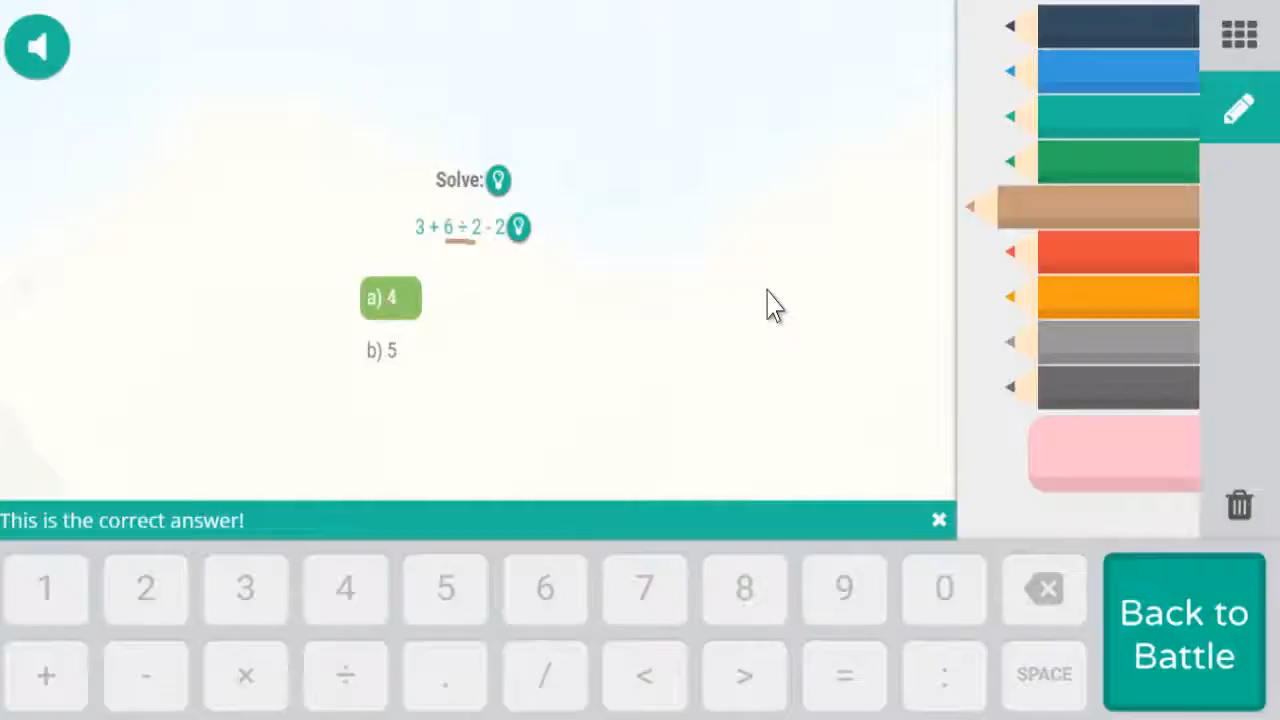 Solve:
3 + 6 ÷ 2 - 2
a) 4
b) 5
This is the correct answer!
1 2 3 4 5 6 7 8 9 0
+ - × ÷ . / < > = : SPACE
Back to
Battle